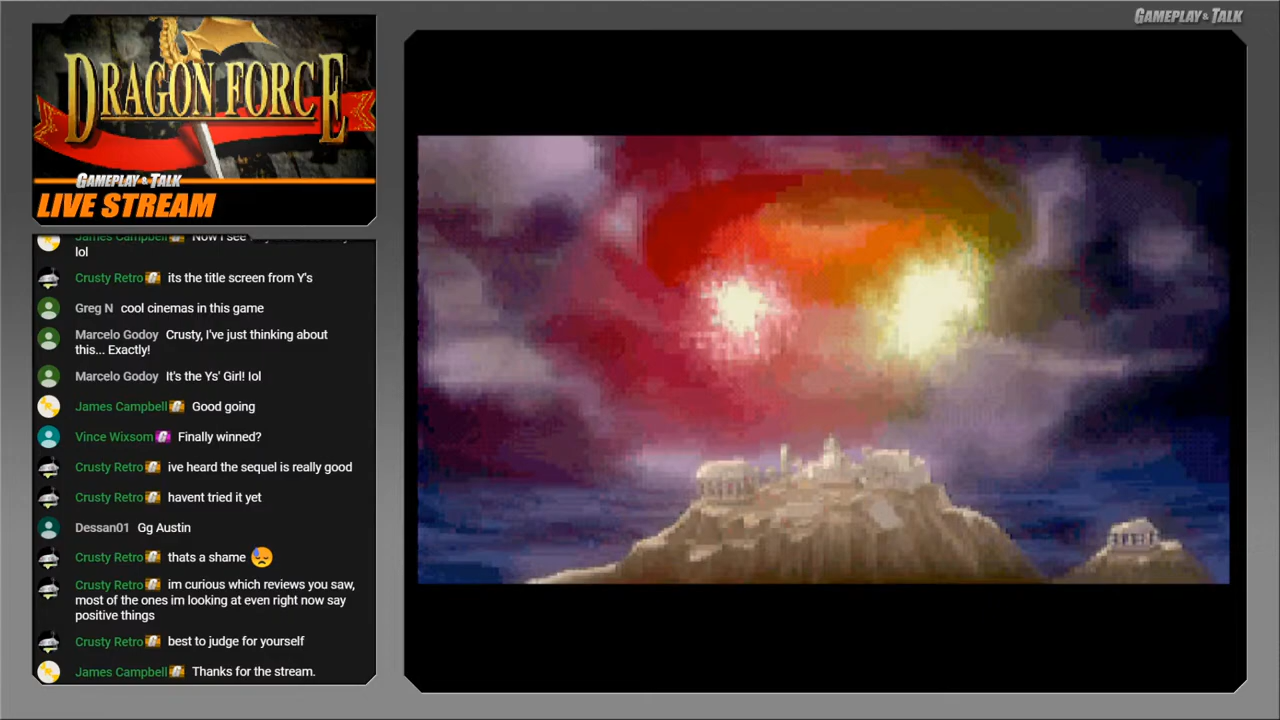 GAMEPLAY & TALK
DRAGON FORCE
GAMEPLAY & TALK
LIVE STREAM
James Campbell Now I see
lol
Crusty Retro its the title screen from Y's
Greg N cool cinemas in this game
Marcelo Godoy Crusty, I've just thinking about
this... Exactly!
Marcelo Godoy It's the Ys' Girl! lol
James Campbell Good going
Vince Wixsom Finally winned?
Crusty Retro ive heard the sequel is really good
Crusty Retro havent tried it yet
Dessan01 Gg Austin
Crusty Retro thats a shame 😓
Crusty Retro im curious which reviews you saw,
most of the ones im looking at even right now say
positive things
Crusty Retro best to judge for yourself
James Campbell Thanks for the stream.